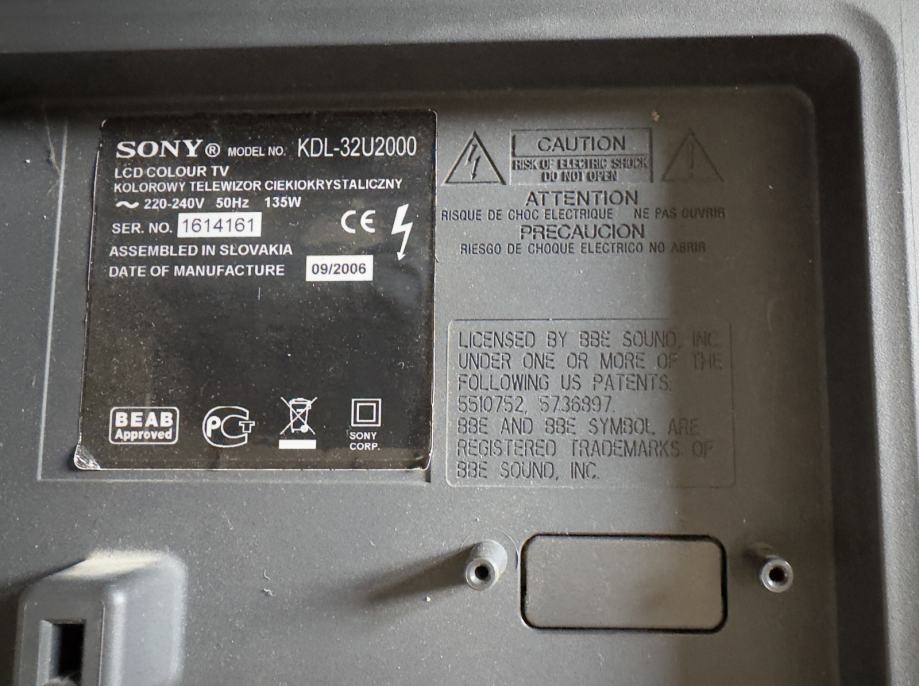 SONY® MODEL NO. KDL-32U2000
LCD COLOUR TV
KOLOROWY TELEWIZOR CIEKŁOKRYSTALICZNY
~ 220-240V 50Hz 135W
SER. NO. 1614161
CE
ASSEMBLED IN SLOVAKIA
DATE OF MANUFACTURE 09/2006
BEAB
Approved
PCT
SONY
CORP.
CAUTION
RISK OF ELECTRIC SHOCK
DO NOT OPEN
ATTENTION
RISQUE DE CHOC ELECTRIQUE NE PAS OUVRIR
PRECAUCION
RIESGO DE CHOQUE ELECTRICO NO ABRIR
LICENSED BY BBE SOUND, INC.
UNDER ONE OR MORE OF THE
FOLLOWING US PATENTS:
5510752, 5736897.
BBE AND BBE SYMBOL ARE
REGISTERED TRADEMARKS OF
BBE SOUND, INC.